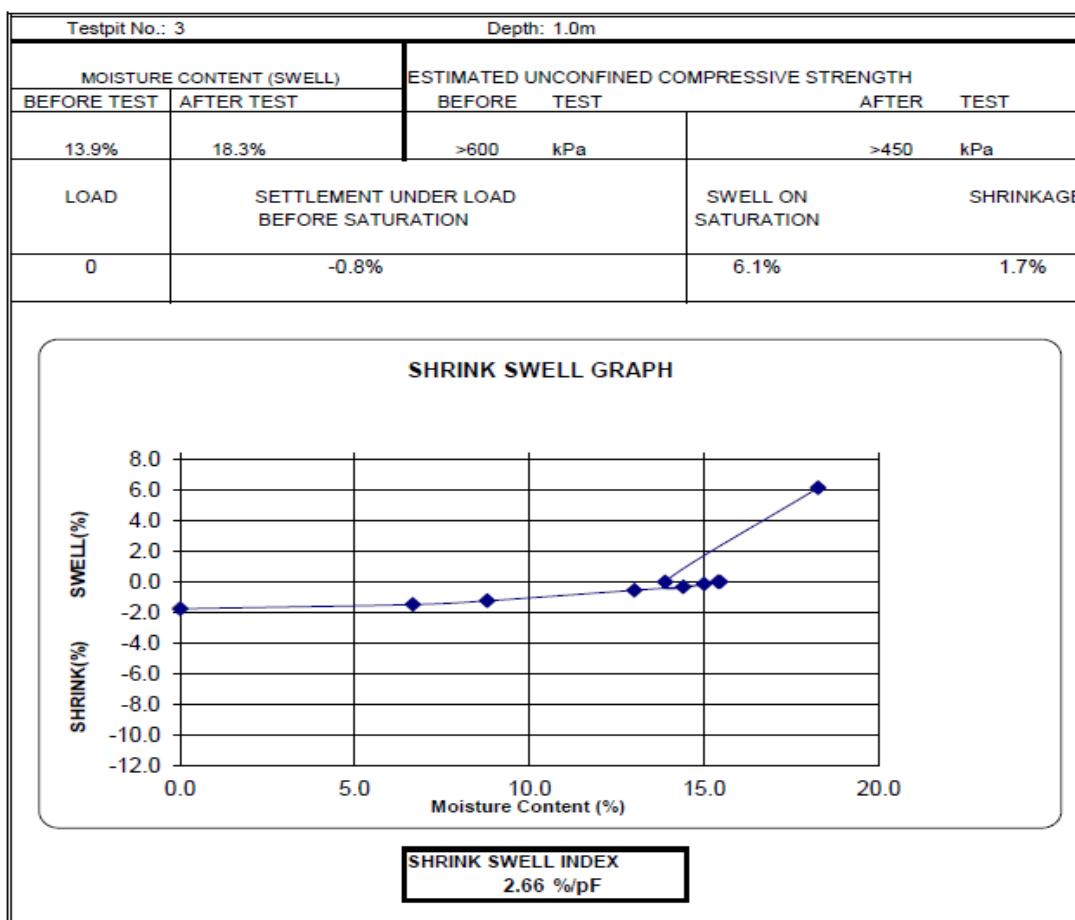 Testpit No.: 3 Depth: 1.0m
MOISTURE CONTENT (SWELL) ESTIMATED UNCONFINED COMPRESSIVE STRENGTH
BEFORE TEST AFTER TEST BEFORE TEST AFTER TEST
13.9% 18.3% >600 kPa >450 kPa
LOAD SETTLEMENT UNDER LOAD SWELL ON SHRINKAGE
BEFORE SATURATION SATURATION
0 -0.8% 6.1% 1.7%
SHRINK SWELL GRAPH
8.0
6.0
4.0
2.0
0.0
-2.0
-4.0
-6.0
-8.0
-10.0
-12.0
SWELL(%)
SHRINK(%)
0.0 5.0 10.0 15.0 20.0
Moisture Content (%)
SHRINK SWELL INDEX
2.66 %/pF